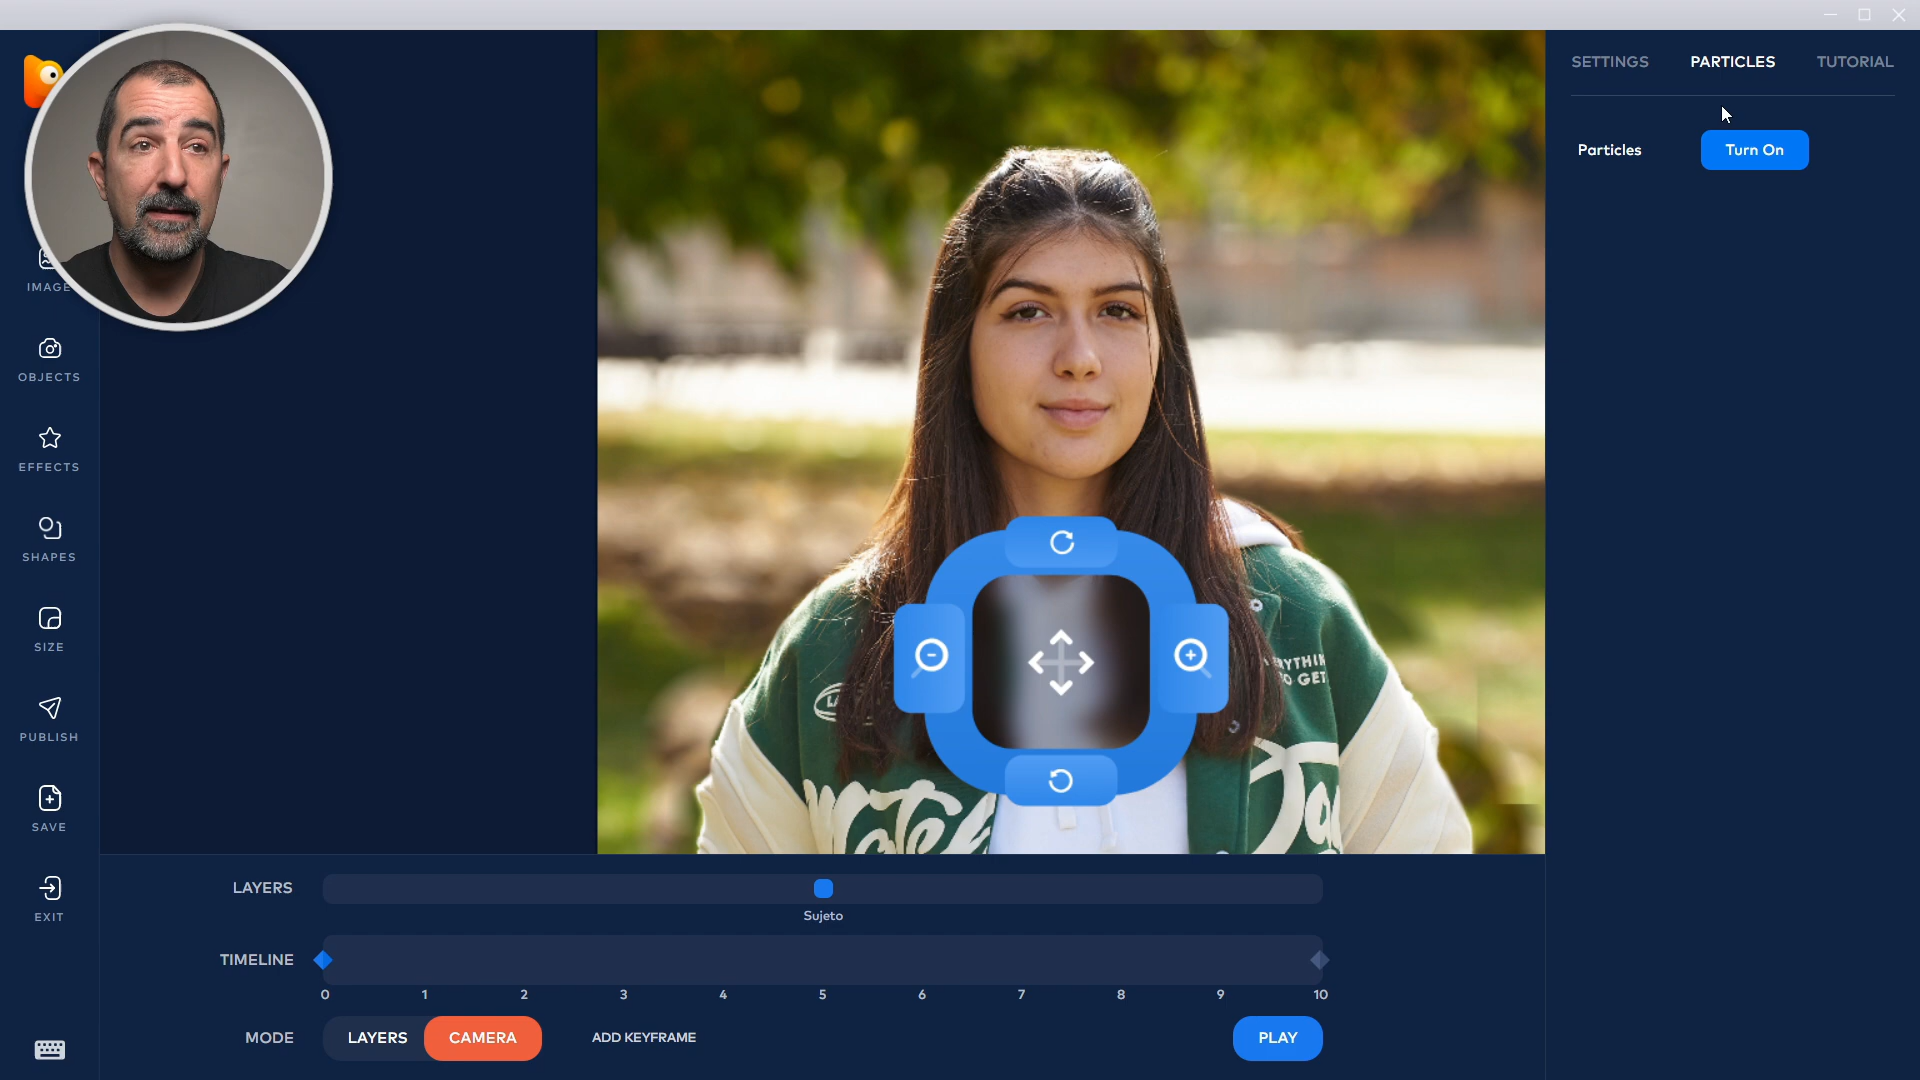 SETTINGS
PARTICLES
TUTORIAL
Particles
Turn On
IMAGE
OBJECTS
EFFECTS
SHAPES
SIZE
PUBLISH
SAVE
EXIT
LAYERS
Sujeto
TIMELINE
0 1 2 3 4 5 6 7 8 9 10
MODE
LAYERS
CAMERA
ADD KEYFRAME
PLAY